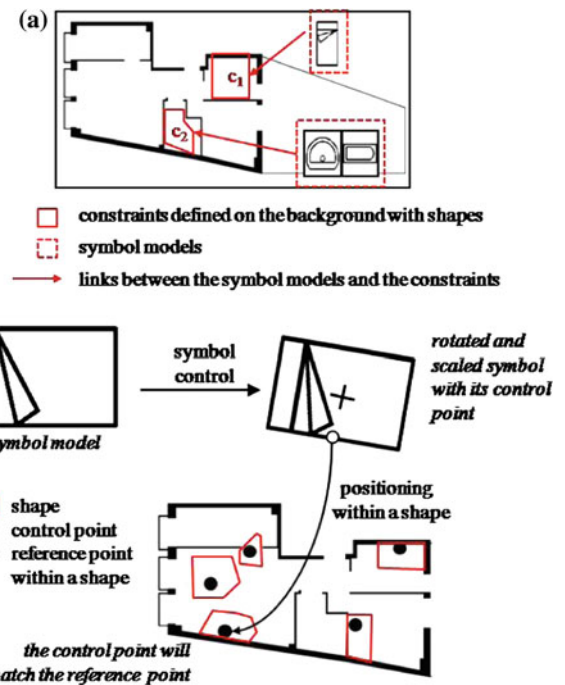 (a)
c1
c2
constraints defined on the background with shapes
symbol models
links between the symbol models and the constraints
symbol
control
rotated and
scaled symbol
with its control
point
model
positioning
within a shape
shape
control point
reference point
within a shape
the control point will
the reference point